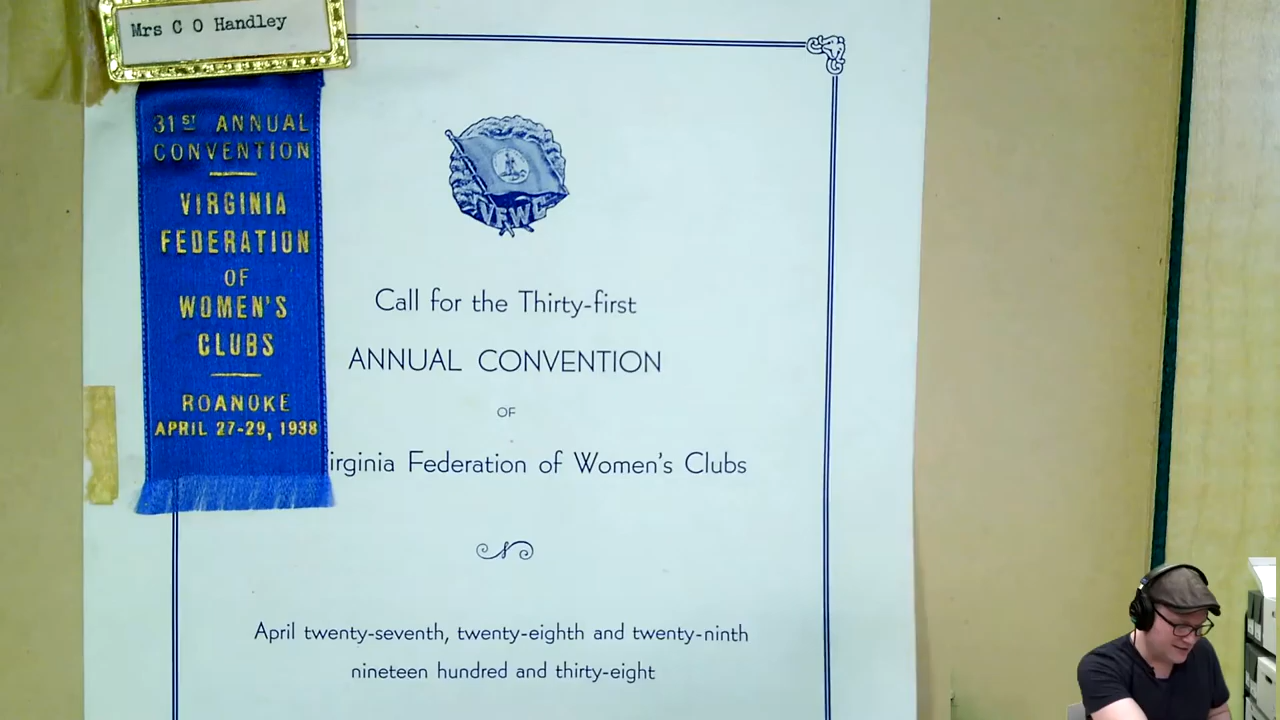 Mrs C O Handley
31ST ANNUAL
CONVENTION
VIRGINIA
FEDERATION
OF
WOMEN'S
CLUBS
ROANOKE
APRIL 27-29, 1938
VFWC
Call for the Thirty-first
ANNUAL CONVENTION
OF
irginia Federation of Women's Clubs
April twenty-seventh, twenty-eighth and twenty-ninth
nineteen hundred and thirty-eight